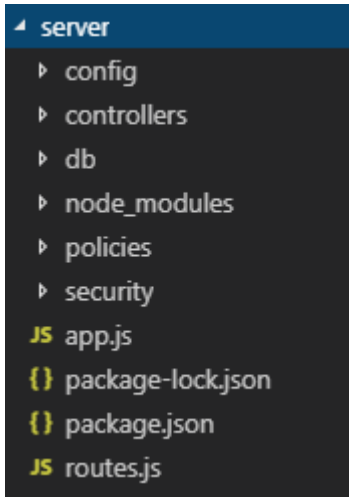 server
config
controllers
db
node_modules
policies
security
JS app.js
{} package-lock.json
{} package.json
JS routes.js